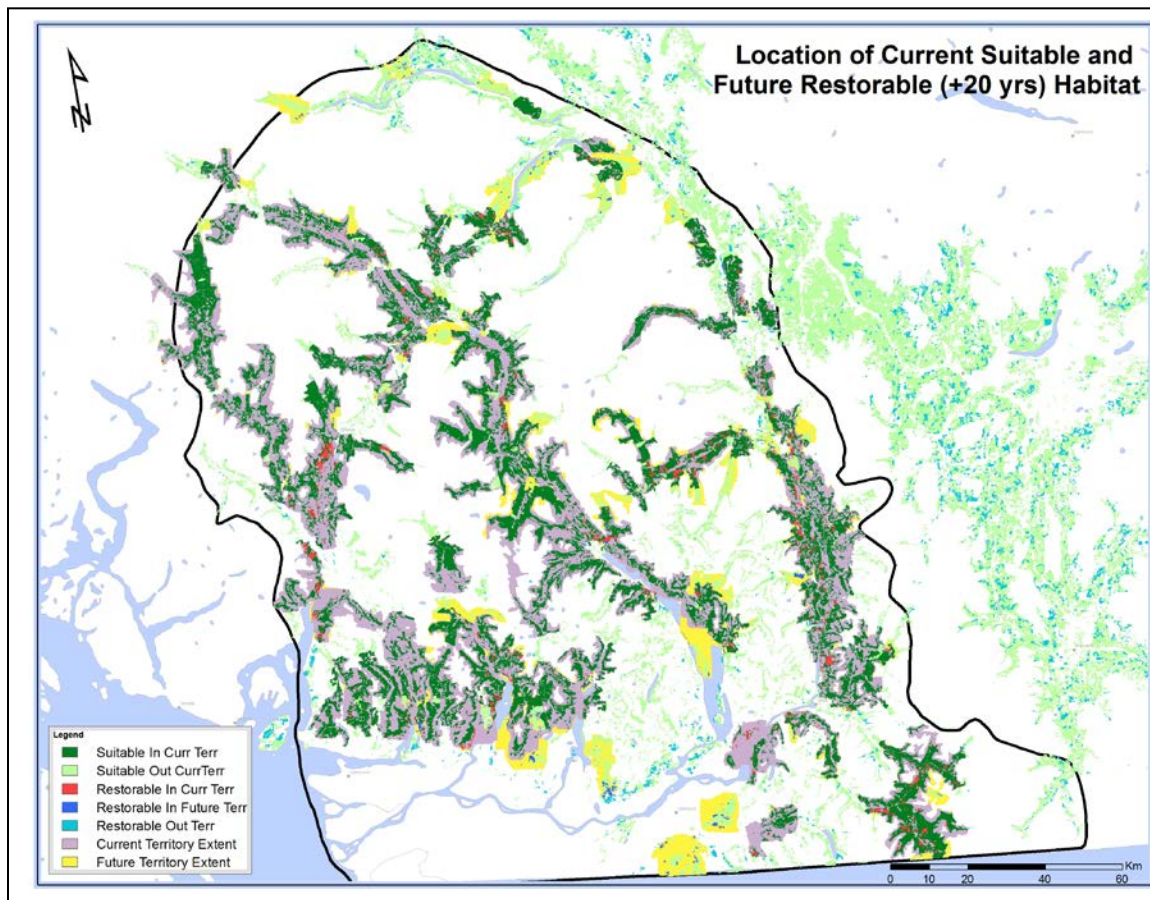 Location of Current Suitable and
Future Restorable (+20 yrs) Habitat
N
Legend
Suitable In Curr Terr
Suitable Out CurrTerr
Restorable In Curr Terr
Restorable In Future Terr
Restorable Out Terr
Current Territory Extent
Future Territory Extent
Km
0 10 20 40 60